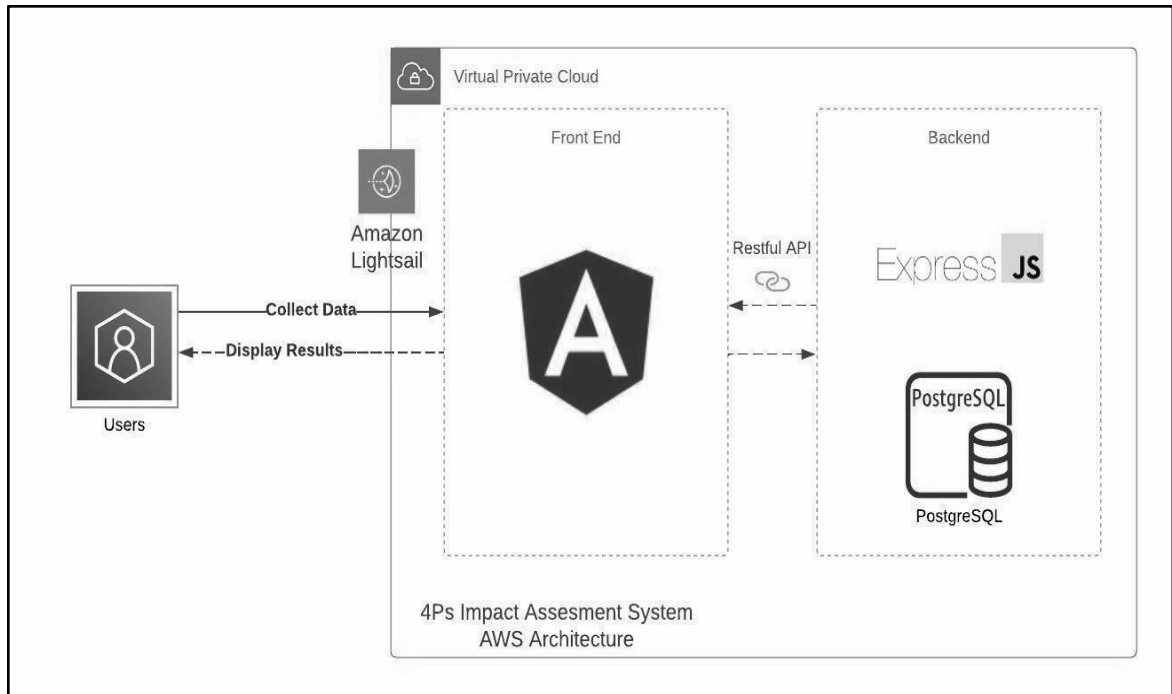 Virtual Private Cloud
Front End
Backend
Amazon
Lightsail
Restful API
Express JS
Collect Data
Display Results
A
PostgreSQL
PostgreSQL
Users
4Ps Impact Assesment System
AWS Architecture